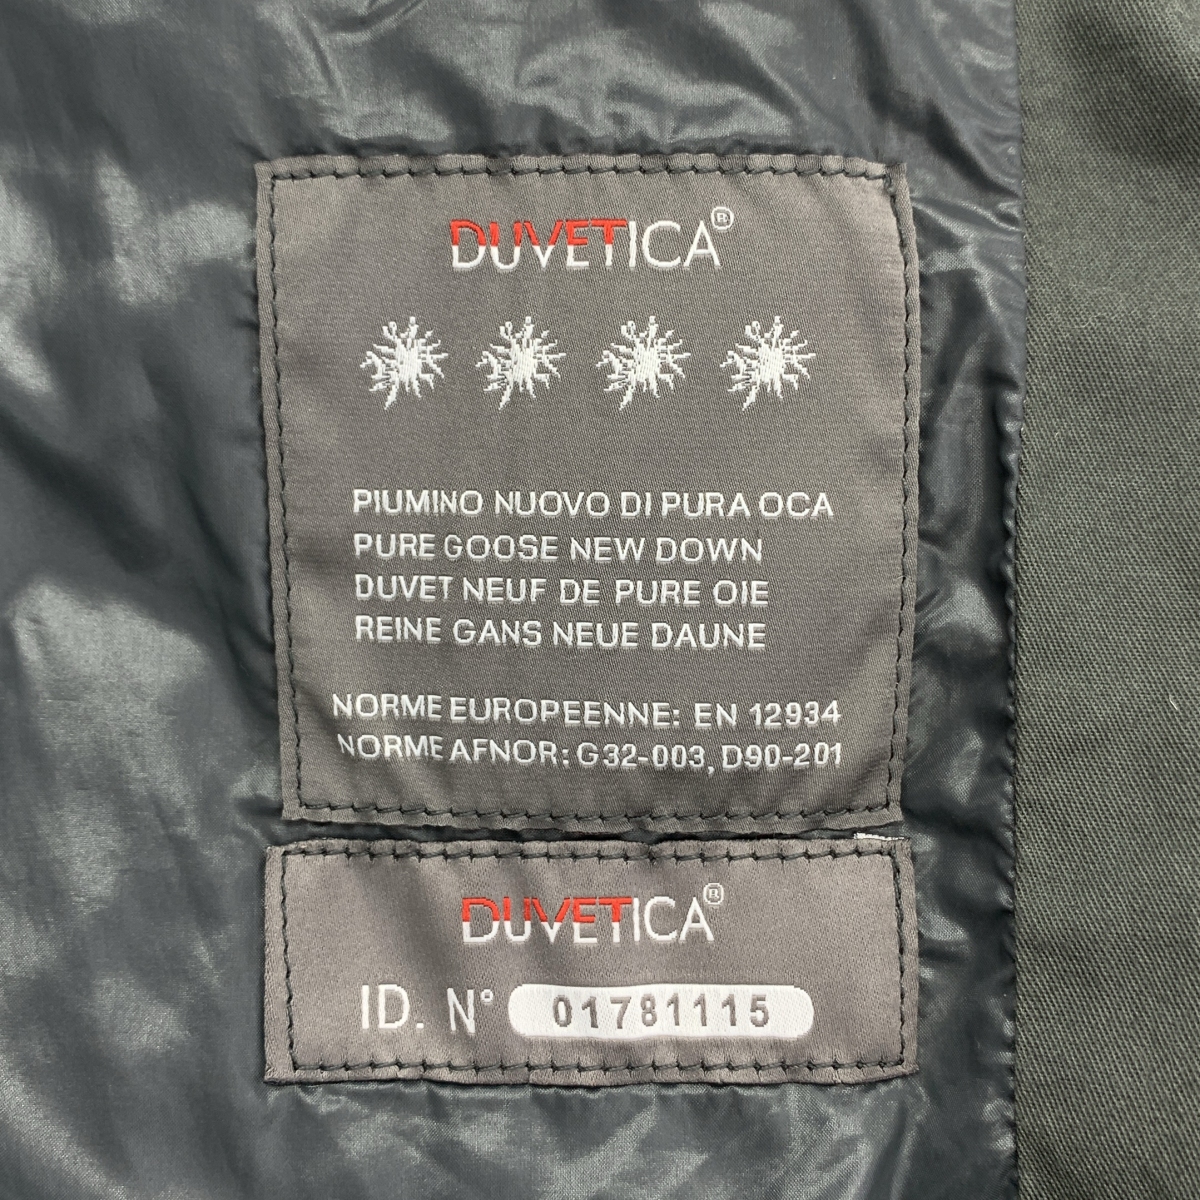 DUVETICA®
PIUMINO NUOVO DI PURA OCA
PURE GOOSE NEW DOWN
DUVET NEUF DE PURE OIE
REINE GANS NEUE DAUNE
NORME EUROPEENNE: EN 12934
NORME AFNOR: G32-003, D90-201
DUVETICA®
ID. N° 01781115